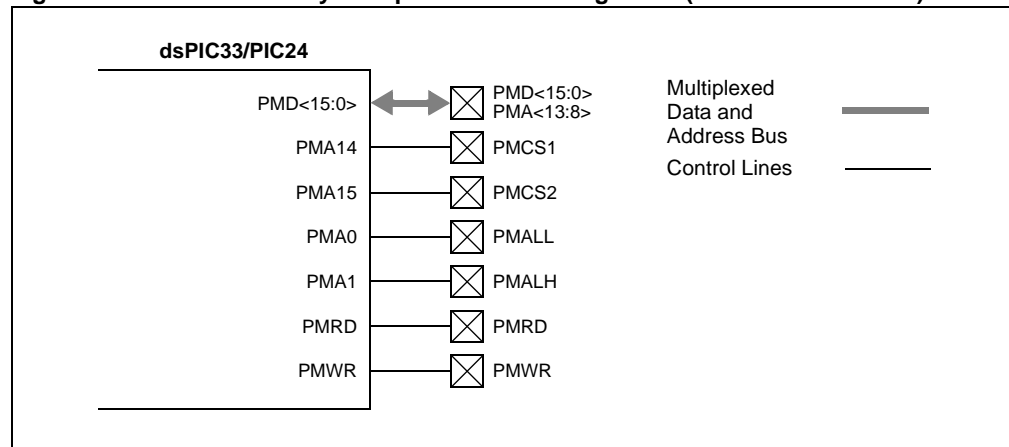 dsPIC33/PIC24
PMD<15:0>
PMD<15:0>
PMA<13:8>
Multiplexed
Data and
Address Bus
PMA14
PMCS1
Control Lines
PMA15
PMCS2
PMA0
PMALL
PMA1
PMALH
PMRD
PMRD
PMWR
PMWR